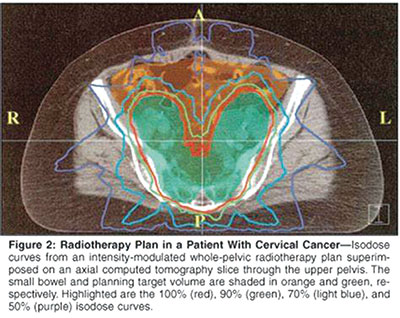 A
R
L
P
Figure 2: Radiotherapy Plan in a Patient With Cervical Cancer—Isodose
curves from an intensity-modulated whole-pelvic radiotherapy plan superim-
posed on an axial computed tomography slice through the upper pelvis. The
small bowel and planning target volume are shaded in orange and green, re-
spectively. Highlighted are the 100% (red), 90% (green), 70% (light blue), and
50% (purple) isodose curves.